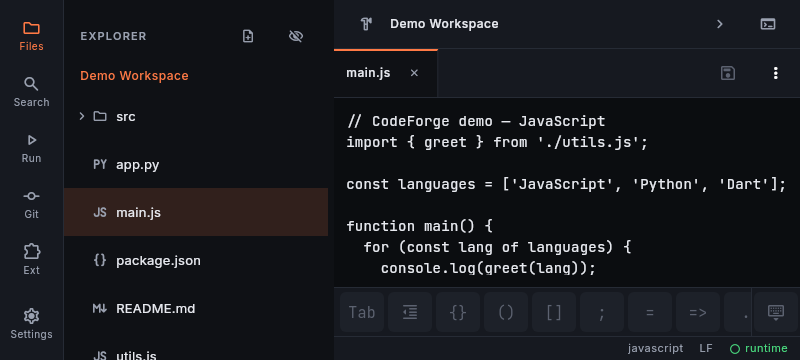 Files
Search
Run
Git
Ext
Settings
EXPLORER
Demo Workspace
src
PY app.py
JS main.js
{} package.json
M README.md
JS utils.js
Demo Workspace
main.js ×
// CodeForge demo — JavaScript
import { greet } from './utils.js';
const languages = ['JavaScript', 'Python', 'Dart'];
function main() {
for (const lang of languages) {
console.log(greet(lang));
Tab {} () [] ; = => .
javascript LF runtime